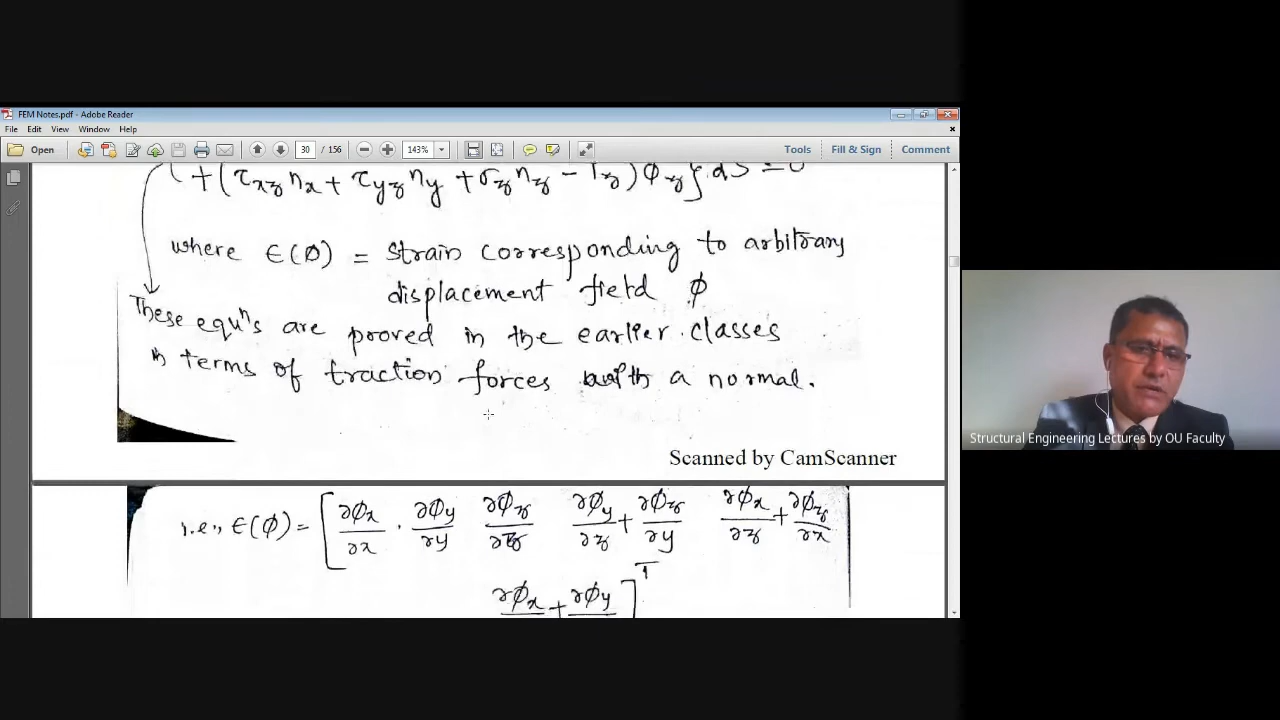 FEM Notes.pdf - Adobe Reader
File Edit View Window Help
Open 30 / 156 143% Tools Fill & Sign Comment
+(τxz nx + τyz ny + σz nz − Tz) ϕz} ds = 0
where ϵ(ϕ) = strain corresponding to arbitrary
displacement field ϕ
These equⁿs are proved in the earlier classes
in terms of traction forces with a normal.
Scanned by CamScanner
i.e., ϵ(ϕ) = [ ∂ϕx/∂x · ∂ϕy/∂y ∂ϕz/∂z ∂ϕy/∂z + ∂ϕz/∂y ∂ϕx/∂z + ∂ϕz/∂x
∂ϕx + ∂ϕy ]ᵀ
Structural Engineering Lectures by OU Faculty